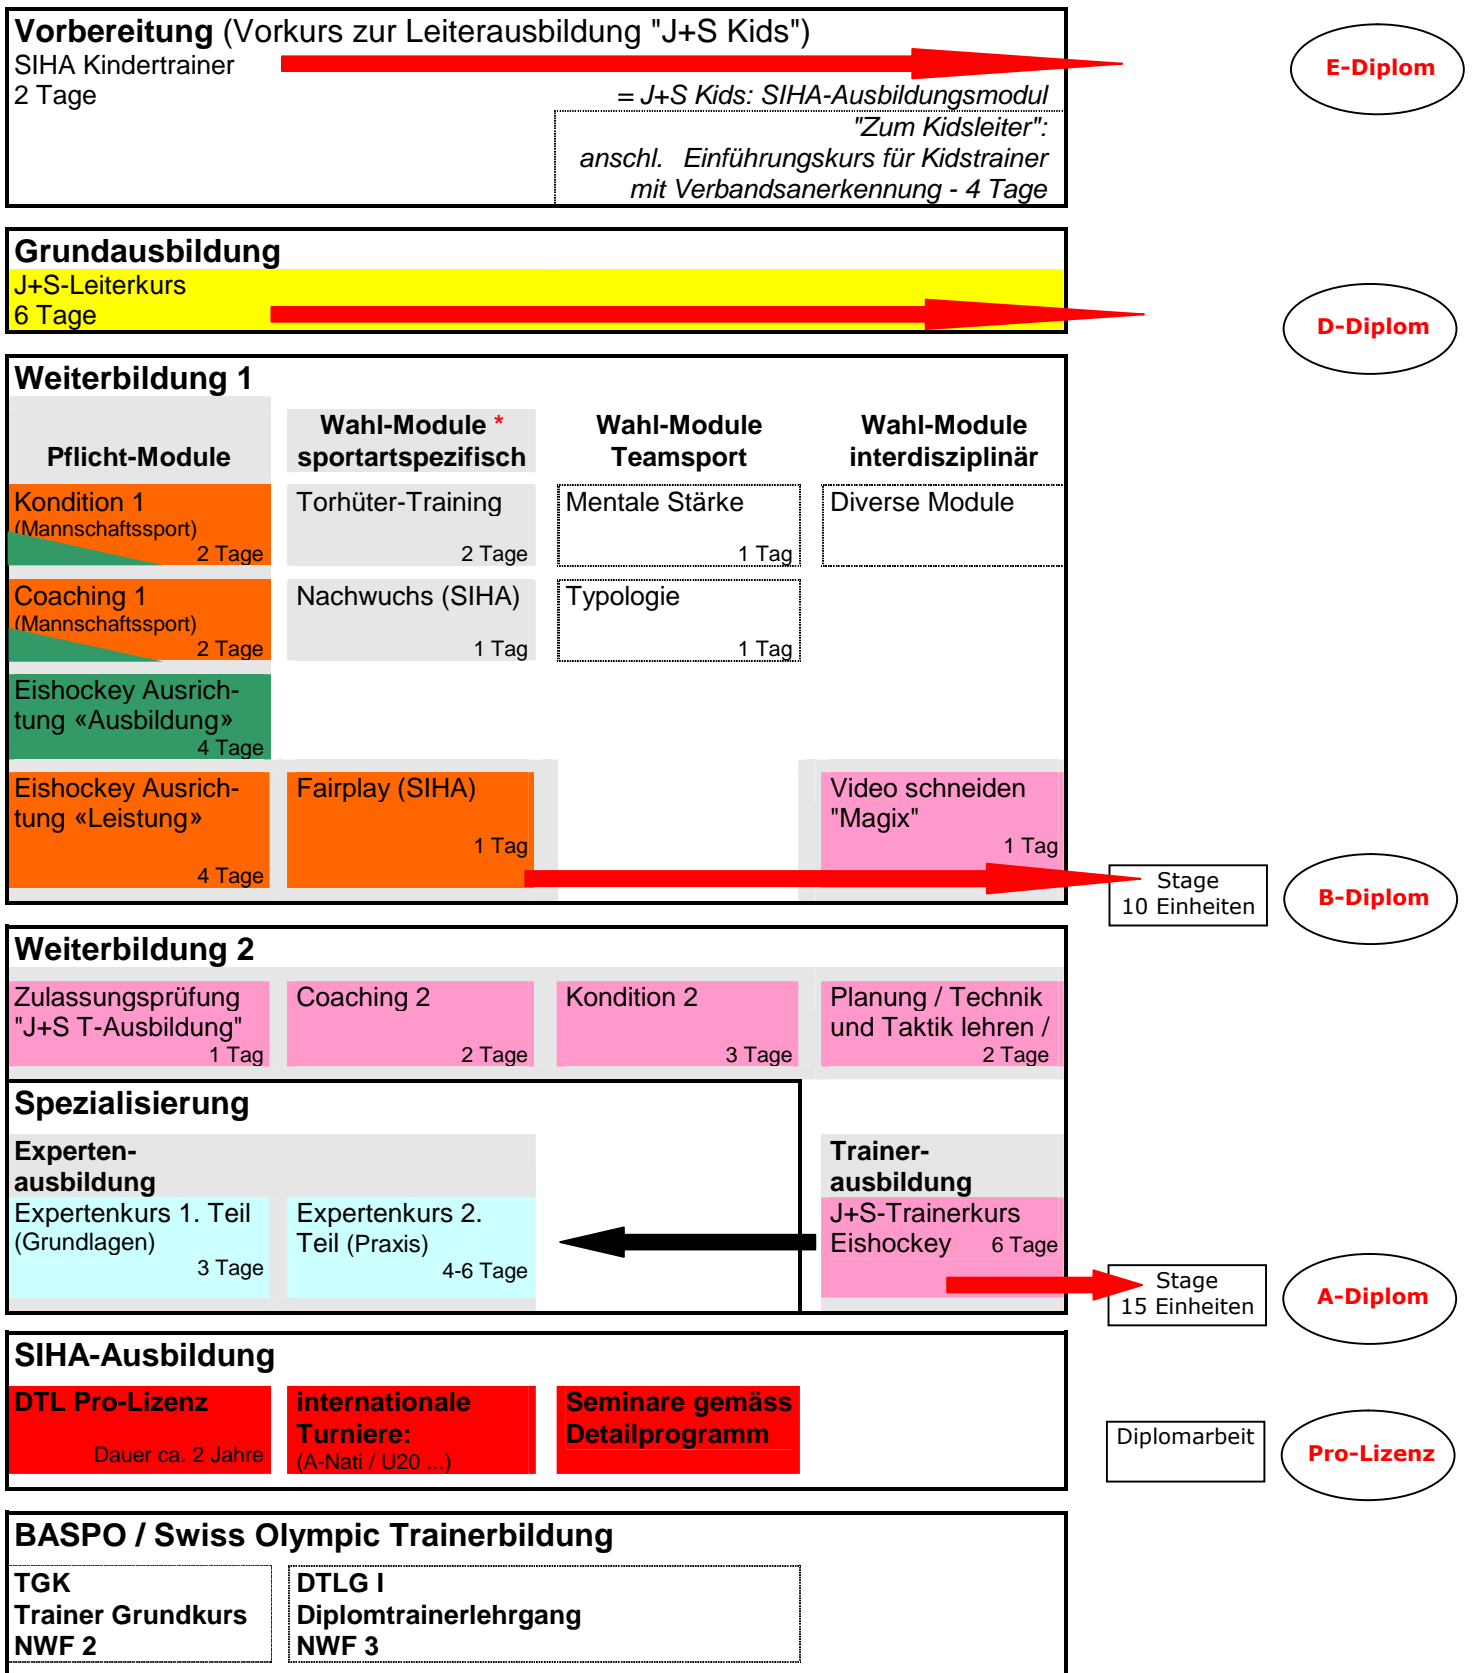 Vorbereitung (Vorkurs zur Leiterausbildung "J+S Kids")
SIHA Kindertrainer
2 Tage
= J+S Kids: SIHA-Ausbildungsmodul
"Zum Kidsleiter":
anschl. Einführungskurs für Kidstrainer
mit Verbandsanerkennung - 4 Tage
E-Diplom
Grundausbildung
J+S-Leiterkurs
6 Tage
D-Diplom
Weiterbildung 1
Pflicht-Module
Wahl-Module *
sportartspezifisch
Wahl-Module
Teamsport
Wahl-Module
interdisziplinär
Kondition 1
(Mannschaftssport)
2 Tage
Torhüter-Training
2 Tage
Mentale Stärke
1 Tag
Diverse Module
Coaching 1
(Mannschaftssport)
2 Tage
Nachwuchs (SIHA)
1 Tag
Typologie
1 Tag
Eishockey Ausrich-
tung «Ausbildung»
4 Tage
Eishockey Ausrich-
tung «Leistung»
4 Tage
Fairplay (SIHA)
1 Tag
Video schneiden
"Magix"
1 Tag
Stage
10 Einheiten
B-Diplom
Weiterbildung 2
Zulassungsprüfung
"J+S T-Ausbildung"
1 Tag
Coaching 2
2 Tage
Kondition 2
3 Tage
Planung / Technik
und Taktik lehren /
2 Tage
Spezialisierung
Experten-
ausbildung
Expertenkurs 1. Teil
(Grundlagen)
3 Tage
Expertenkurs 2.
Teil (Praxis)
4-6 Tage
Trainer-
ausbildung
J+S-Trainerkurs
Eishockey 6 Tage
Stage
15 Einheiten
A-Diplom
SIHA-Ausbildung
DTL Pro-Lizenz
Dauer ca. 2 Jahre
internationale
Turniere:
(A-Nati / U20 ...)
Seminare gemäss
Detailprogramm
Diplomarbeit
Pro-Lizenz
BASPO / Swiss Olympic Trainerbildung
TGK
Trainer Grundkurs
NWF 2
DTLG I
Diplomtrainerlehrgang
NWF 3